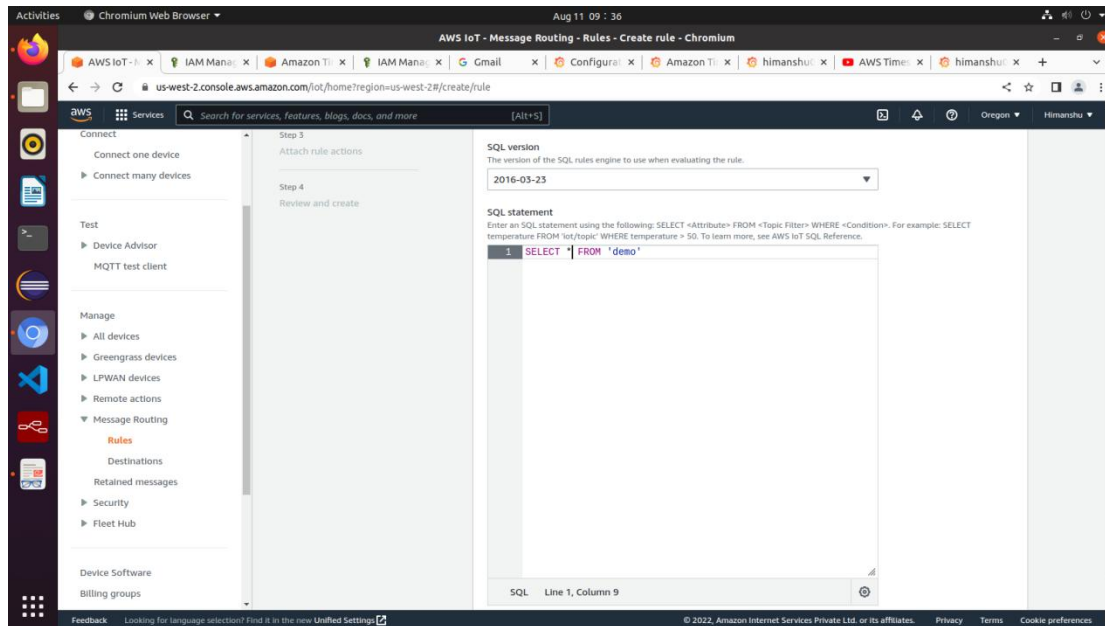 Activities
Chromium Web Browser
Aug 11 09:36
AWS IoT - Message Routing - Rules - Create rule - Chromium
AWS IoT - M
IAM Manag
Amazon Ti
IAM Manag
Gmail
Configurat
Amazon Ti
himanshu
AWS Times
himanshu
us-west-2.console.aws.amazon.com/iot/home?region=us-west-2#/create/rule
aws
Services
Search for services, features, blogs, docs, and more
[Alt+S]
Oregon
Himanshu
Connect
Connect one device
Connect many devices
Test
Device Advisor
MQTT test client
Manage
All devices
Greengrass devices
LPWAN devices
Remote actions
Message Routing
Rules
Destinations
Retained messages
Security
Fleet Hub
Device Software
Billing groups
Step 3
Attach rule actions
Step 4
Review and create
SQL version
The version of the SQL rules engine to use when evaluating the rule.
2016-03-23
SQL statement
Enter an SQL statement using the following: SELECT <Attribute> FROM <Topic Filter> WHERE <Condition>. For example: SELECT
temperature FROM 'iot/topic' WHERE temperature > 50. To learn more, see AWS IoT SQL Reference.
1 SELECT * FROM 'demo'
SQL Line 1, Column 9
Feedback
Looking for language selection? Find it in the new Unified Settings
© 2022, Amazon Internet Services Private Ltd. or its affiliates.
Privacy
Terms
Cookie preferences